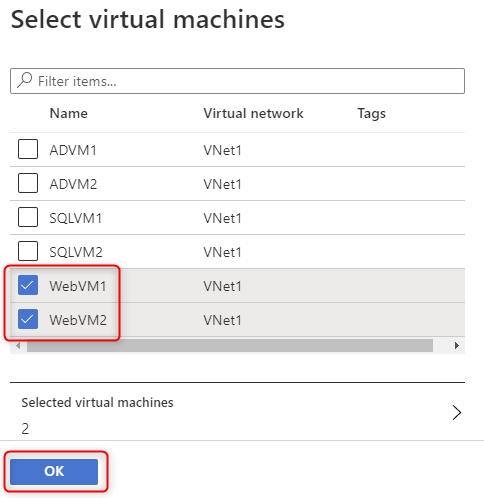 Select virtual machines
Filter items...
Name Virtual network Tags
ADVM1 VNet1
ADVM2 VNet1
SQLVM1 VNet1
SQLVM2 VNet1
WebVM1 VNet1
WebVM2 VNet1
Selected virtual machines
2
OK